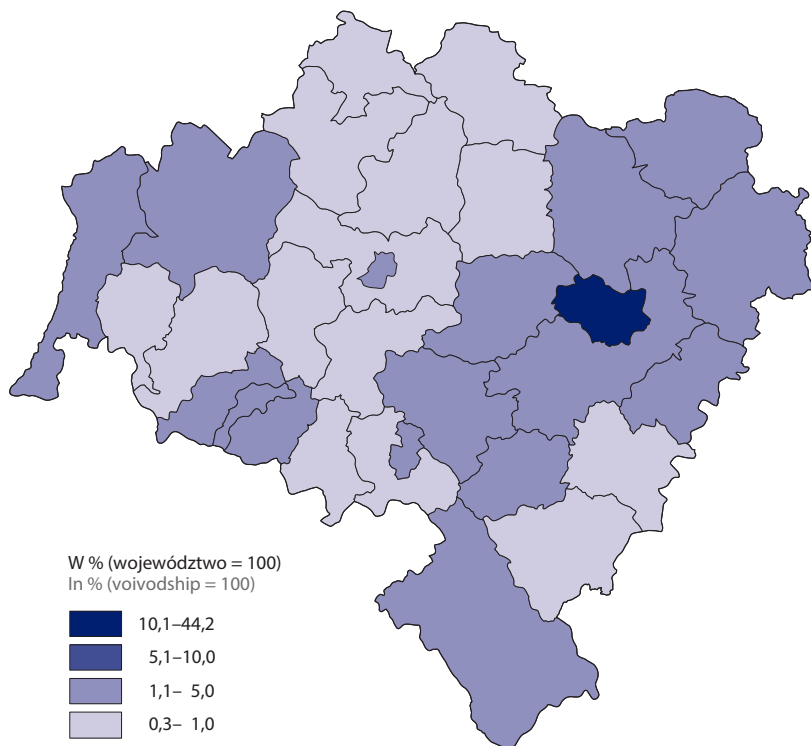 W % (województwo = 100)
In % (voivodship = 100)
10,1–44,2
5,1–10,0
1,1– 5,0
0,3– 1,0